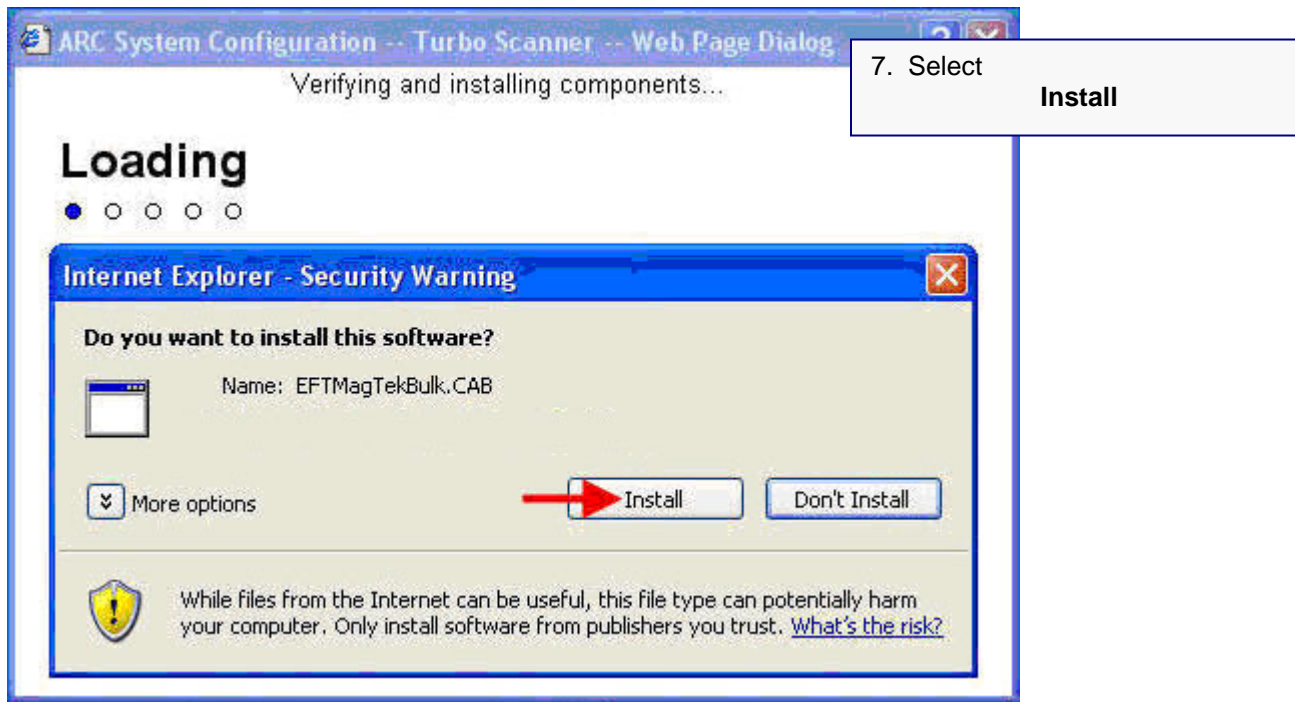 ARC System Configuration -- Turbo Scanner -- Web Page Dialog
7. Select
Install
Verifying and installing components...
Loading
Internet Explorer - Security Warning
Do you want to install this software?
Name: EFTMagTekBulk.CAB
More options
Install
Don't Install
While files from the Internet can be useful, this file type can potentially harm
your computer. Only install software from publishers you trust. What's the risk?